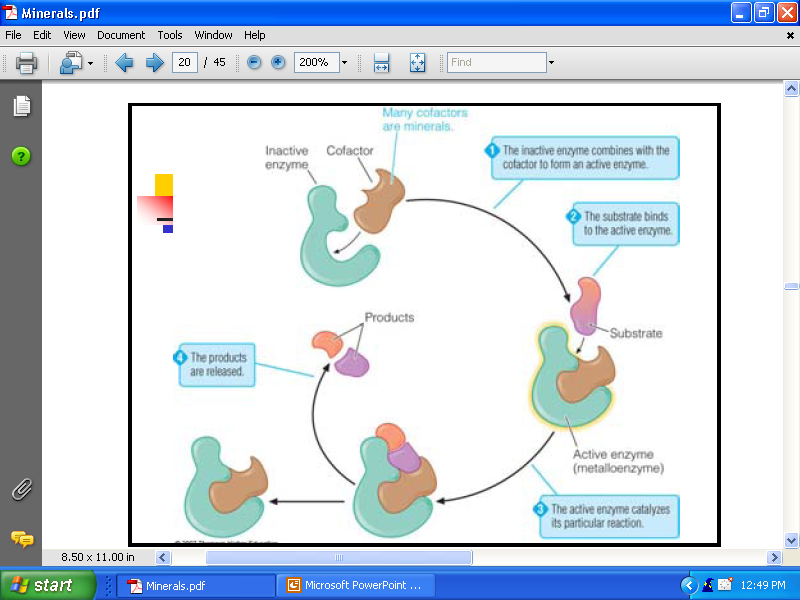 Minerals.pdf
File Edit View Document Tools Window Help
20 / 45 200% Find
Many cofactors
are minerals.
Inactive
enzyme
Cofactor
1 The inactive enzyme combines with the
cofactor to form an active enzyme.
2 The substrate binds
to the active enzyme.
Substrate
Products
4 The products
are released.
Active enzyme
(metalloenzyme)
3 The active enzyme catalyzes
its particular reaction.
8.50 x 11.00 in
start Minerals.pdf Microsoft PowerPoint ... 12:49 PM